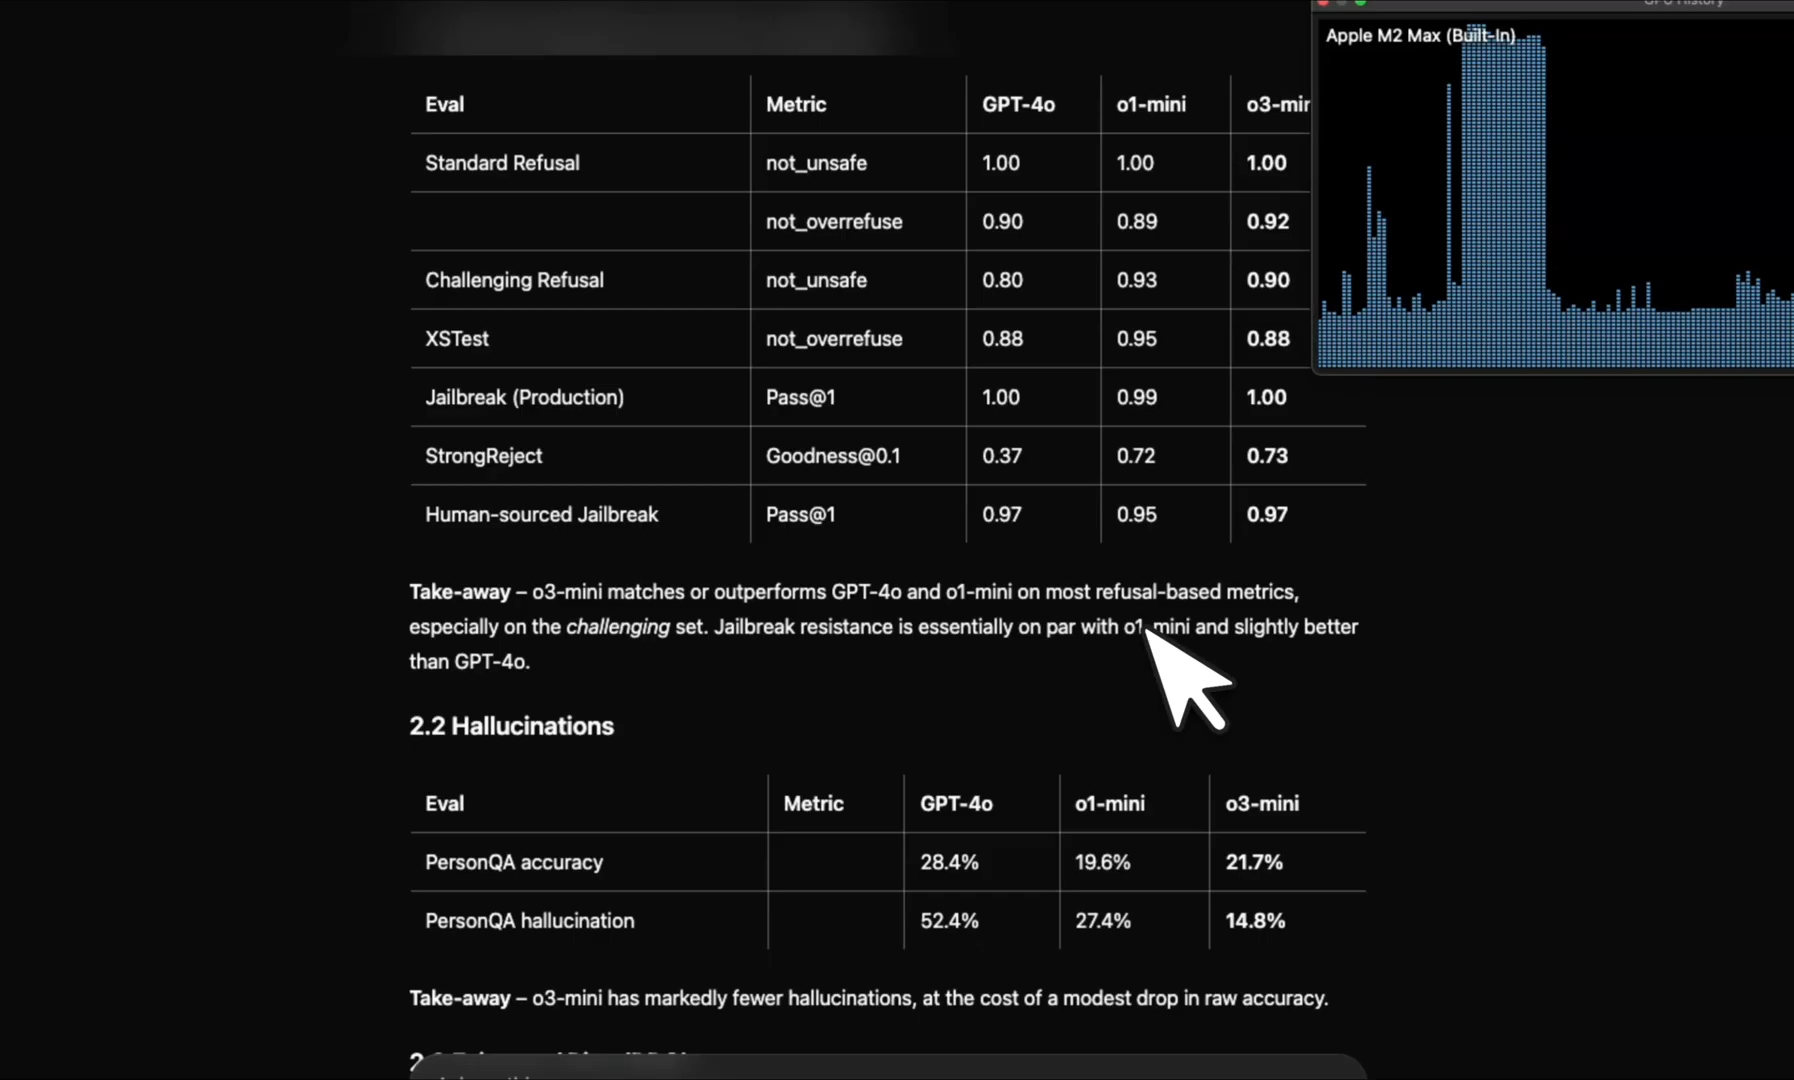 Apple M2 Max (Built-In)
Eval Metric GPT-4o o1-mini o3-mi
Standard Refusal not_unsafe 1.00 1.00 1.00
not_overrefuse 0.90 0.89 0.92
Challenging Refusal not_unsafe 0.80 0.93 0.90
XSTest not_overrefuse 0.88 0.95 0.88
Jailbreak (Production) Pass@1 1.00 0.99 1.00
StrongReject Goodness@0.1 0.37 0.72 0.73
Human-sourced Jailbreak Pass@1 0.97 0.95 0.97
Take-away – o3-mini matches or outperforms GPT-4o and o1-mini on most refusal-based metrics,
especially on the challenging set. Jailbreak resistance is essentially on par with o1-mini and slightly better
than GPT-4o.
2.2 Hallucinations
Eval Metric GPT-4o o1-mini o3-mini
PersonQA accuracy 28.4% 19.6% 21.7%
PersonQA hallucination 52.4% 27.4% 14.8%
Take-away – o3-mini has markedly fewer hallucinations, at the cost of a modest drop in raw accuracy.